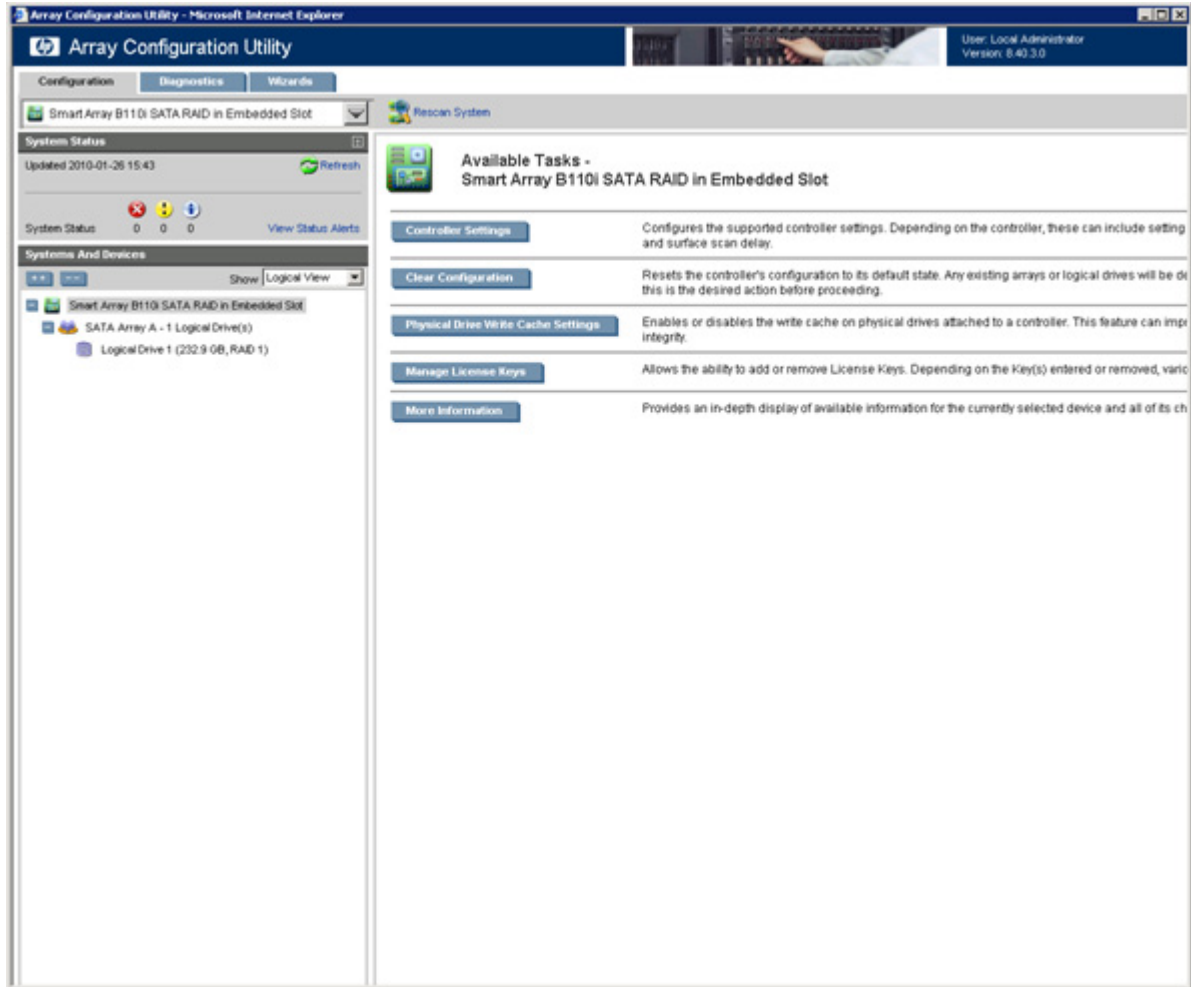 Array Configuration Utility - Microsoft Internet Explorer
hp Array Configuration Utility
User: Local Administrator
Version: 8.40.3.0
Configuration Diagnostics Wizards
Smart Array B110i SATA RAID in Embedded Slot
Rescan System
System Status
Updated 2010-01-26 15:43 Refresh
System Status 0 0 0 View Status Alerts
Systems And Devices
Show Logical View
Smart Array B110i SATA RAID in Embedded Slot
SATA Array A - 1 Logical Drive(s)
Logical Drive 1 (232.9 GB, RAID 1)
Available Tasks -
Smart Array B110i SATA RAID in Embedded Slot
Controller Settings
Configures the supported controller settings. Depending on the controller, these can include setting
and surface scan delay.
Clear Configuration
Resets the controller's configuration to its default state. Any existing arrays or logical drives will be de
this is the desired action before proceeding.
Physical Drive Write Cache Settings
Enables or disables the write cache on physical drives attached to a controller. This feature can impr
integrity.
Manage License Keys
Allows the ability to add or remove License Keys. Depending on the Key(s) entered or removed, vario
More Information
Provides an in-depth display of available information for the currently selected device and all of its ch